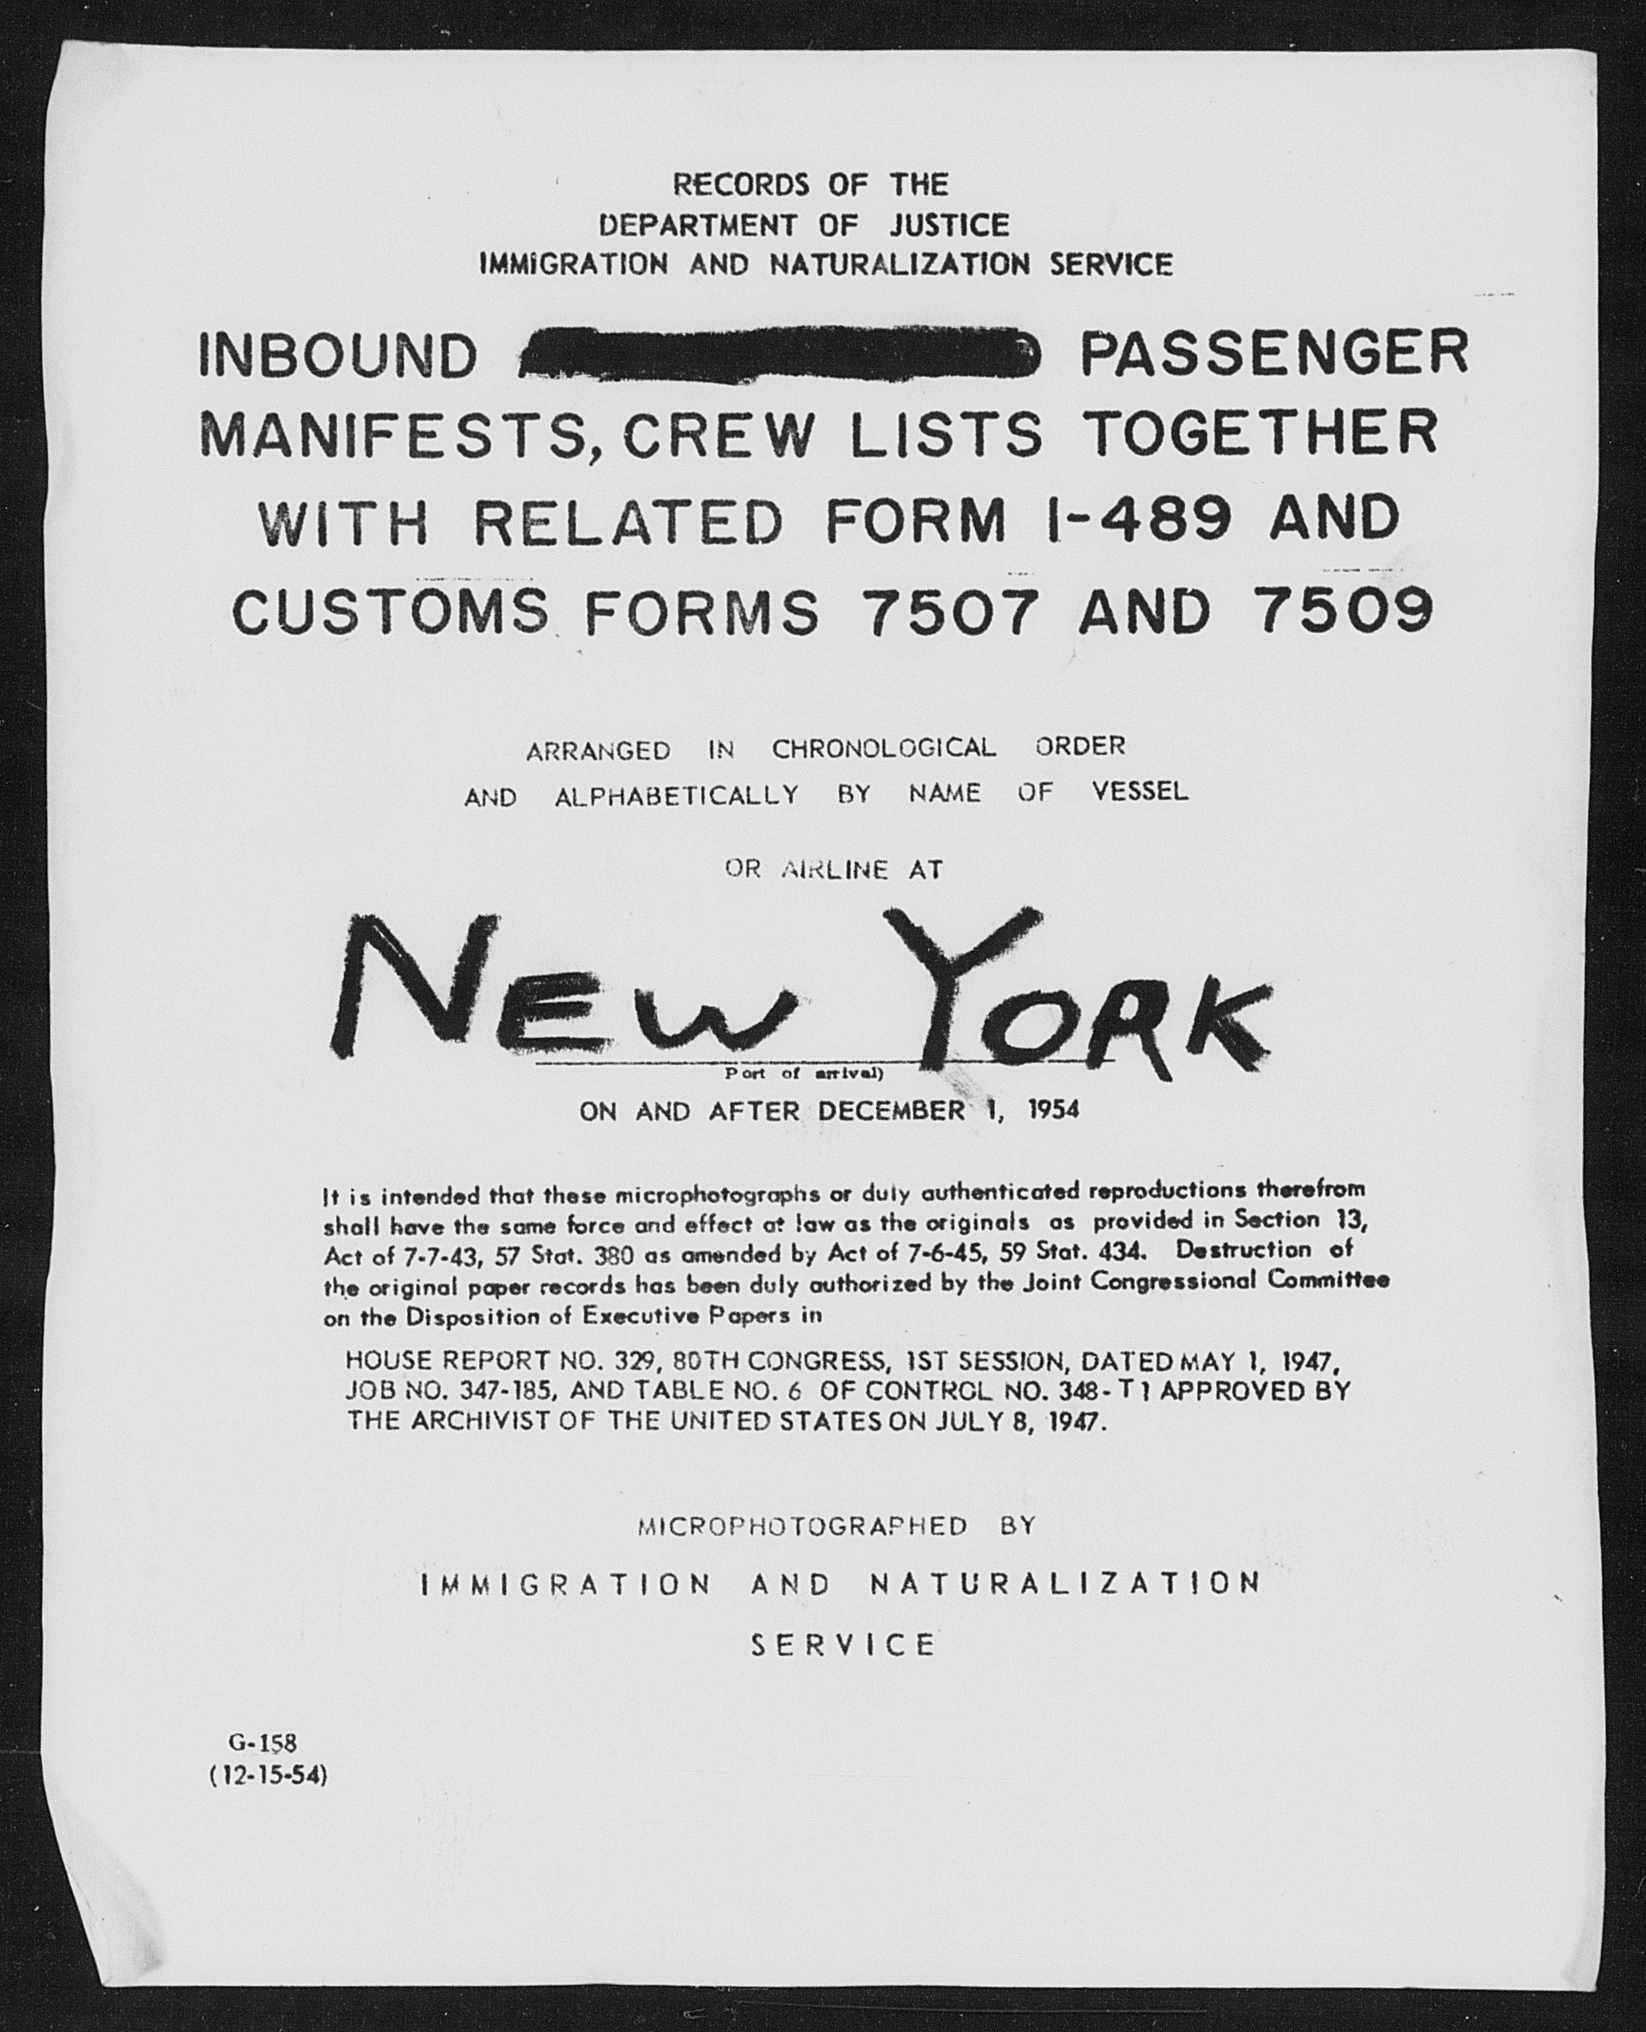 RECORDS OF THE
DEPARTMENT OF JUSTICE
IMMIGRATION AND NATURALIZATION SERVICE
INBOUND PASSENGER
MANIFESTS, CREW LISTS TOGETHER
WITH RELATED FORM I-489 AND
CUSTOMS FORMS 7507 AND 7509
ARRANGED IN CHRONOLOGICAL ORDER
AND ALPHABETICALLY BY NAME OF VESSEL
OR AIRLINE AT
NEW YORK
Port of arrival)
ON AND AFTER DECEMBER 1, 1954
It is intended that these microphotographs or duly authenticated reproductions therefrom
shall have the same force and effect at law as the originals as provided in Section 13,
Act of 7-7-43, 57 Stat. 380 as amended by Act of 7-6-45, 59 Stat. 434. Destruction of
the original paper records has been duly authorized by the Joint Congressional Committee
on the Disposition of Executive Papers in
HOUSE REPORT NO. 329, 80TH CONGRESS, 1ST SESSION, DATED MAY 1, 1947,
JOB NO. 347-185, AND TABLE NO. 6 OF CONTROL NO. 348-T1 APPROVED BY
THE ARCHIVIST OF THE UNITED STATES ON JULY 8, 1947.
MICROPHOTOGRAPHED BY
IMMIGRATION AND NATURALIZATION
SERVICE
G-158
(12-15-54)